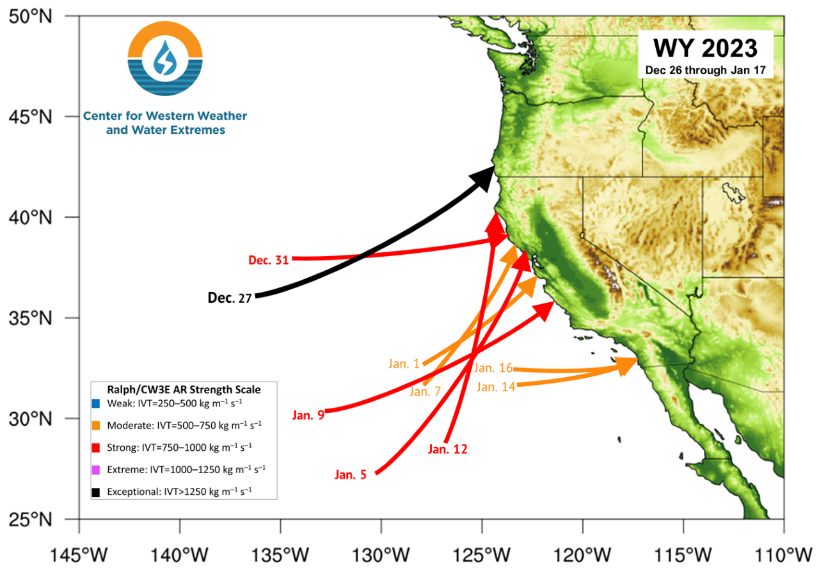 50°N
45°N
40°N
35°N
30°N
25°N
Center for Western Weather
and Water Extremes
WY 2023
Dec 26 through Jan 17
Dec. 31
Dec. 27
Jan. 1
Jan. 16
Jan. 7
Jan. 14
Jan. 9
Jan. 12
Jan. 5
Ralph/CW3E AR Strength Scale
Weak: IVT=250–500 kg m⁻¹ s⁻¹
Moderate: IVT=500–750 kg m⁻¹ s⁻¹
Strong: IVT=750–1000 kg m⁻¹ s⁻¹
Extreme: IVT=1000–1250 kg m⁻¹ s⁻¹
Exceptional: IVT>1250 kg m⁻¹ s⁻¹
145°W 140°W 135°W 130°W 125°W 120°W 115°W 110°W